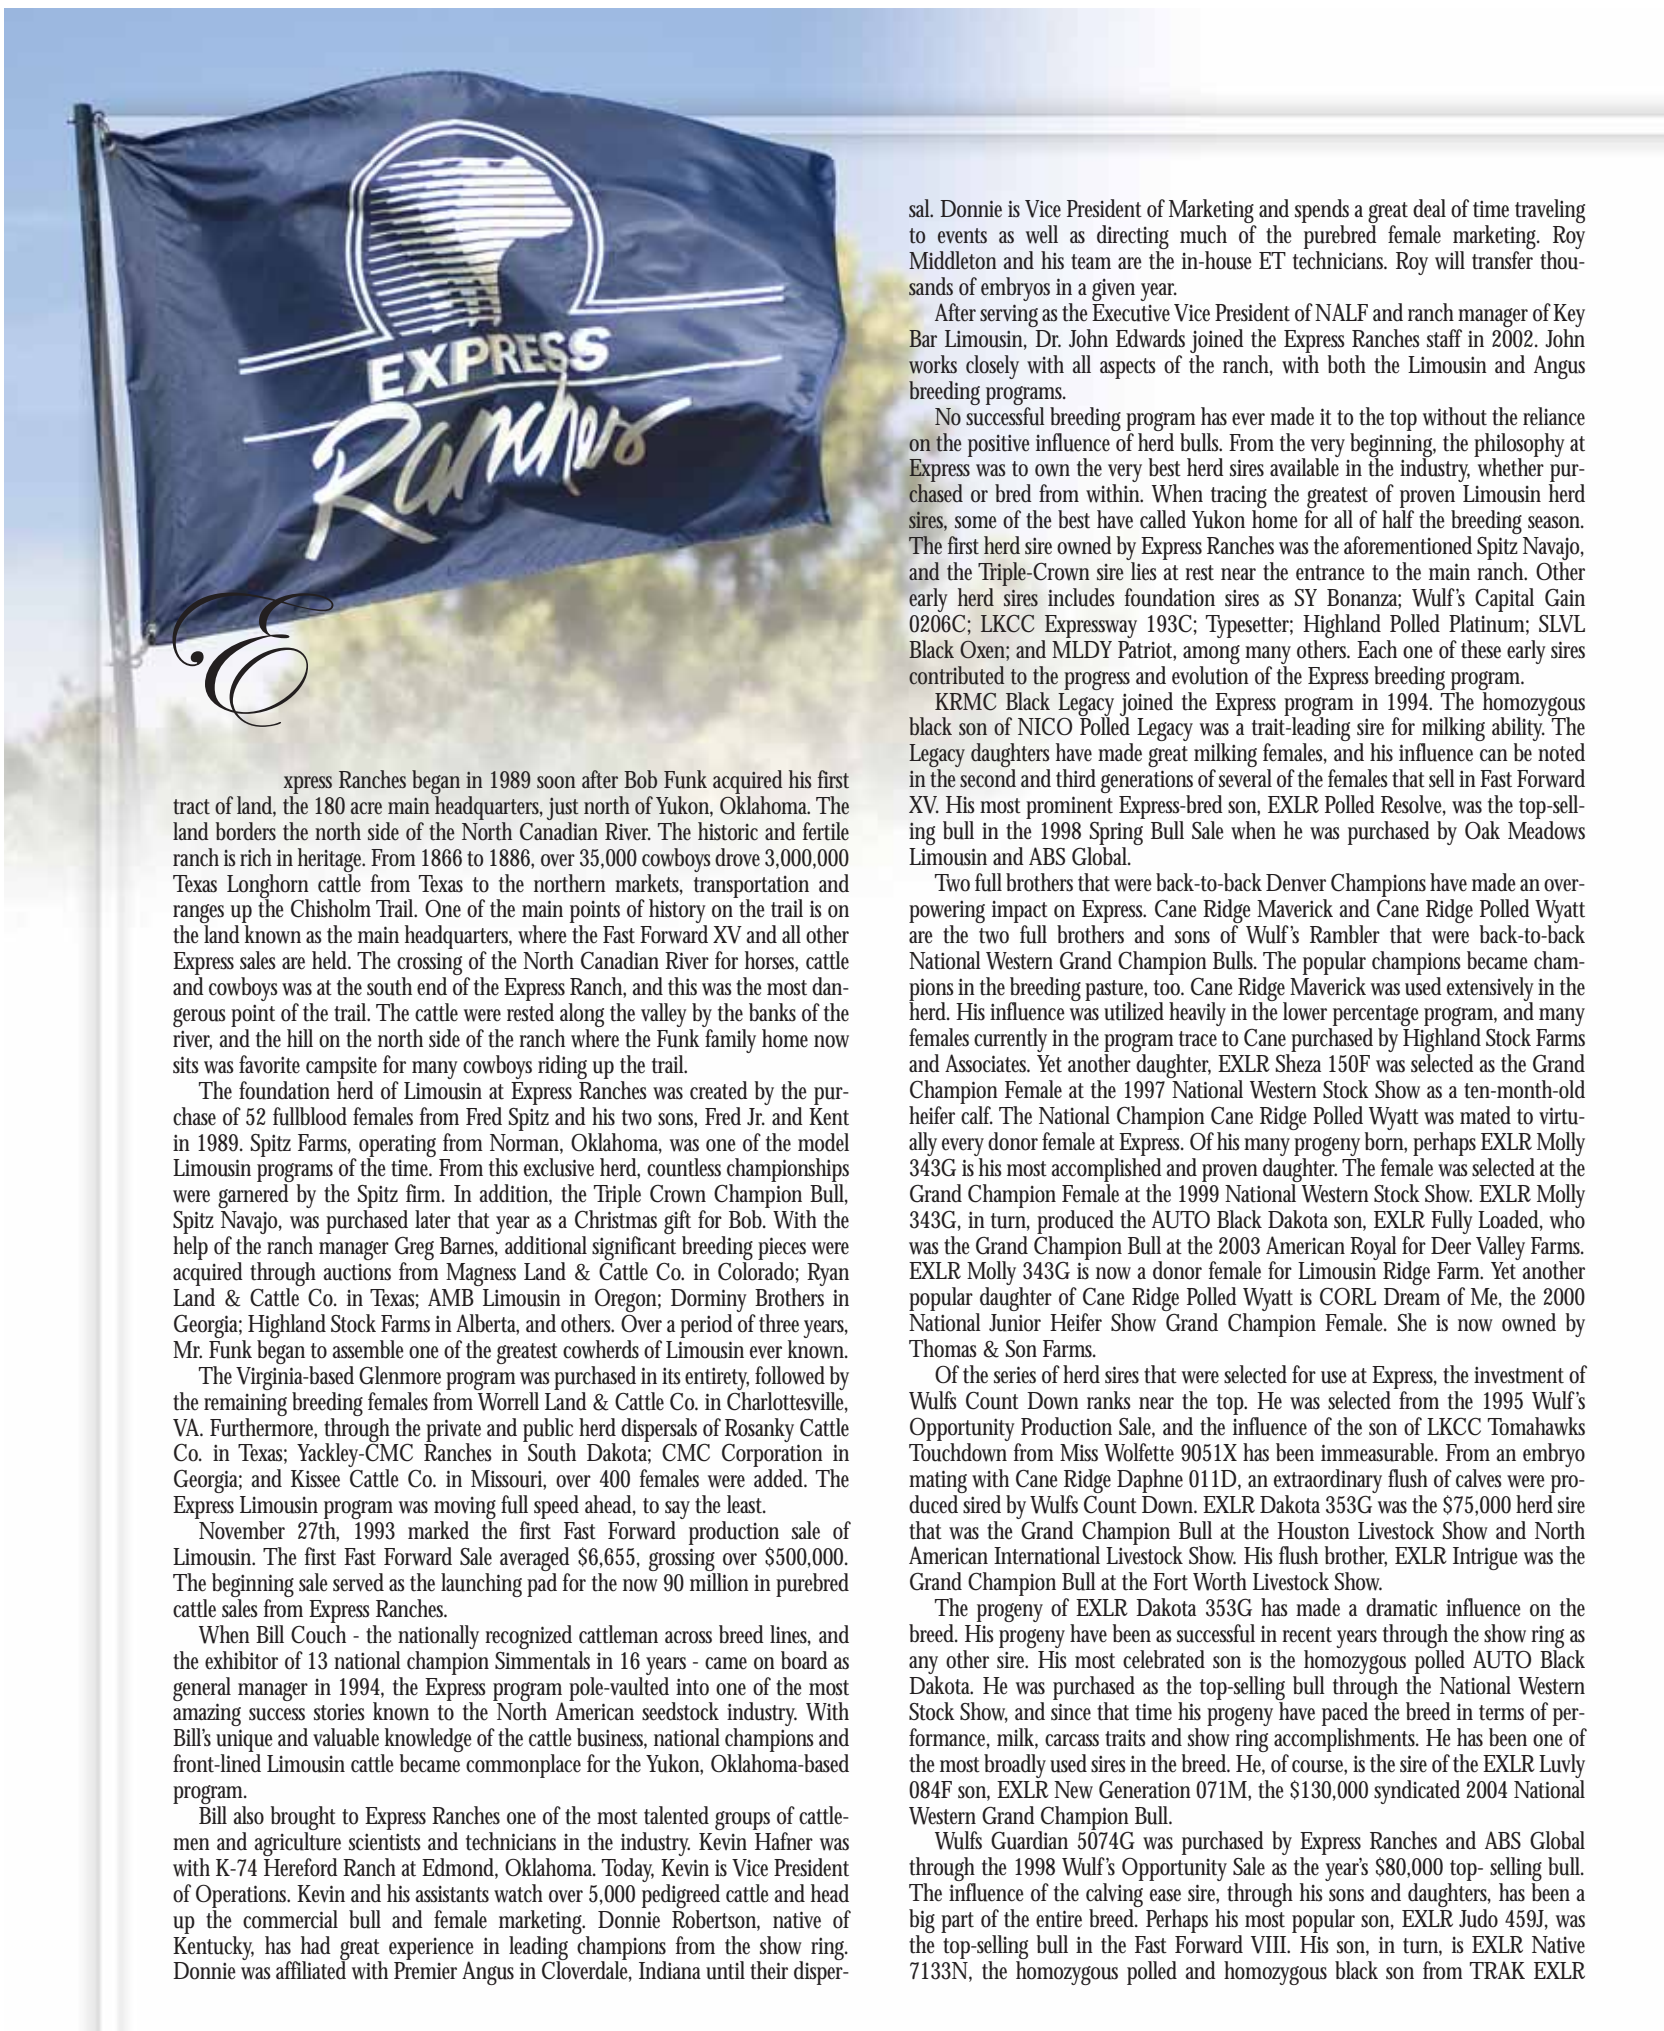 EXPRESS
Ranches
E
xpress Ranches began in 1989 soon after Bob Funk acquired his first
tract of land, the 180 acre main headquarters, just north of Yukon, Oklahoma. The
land borders the north side of the North Canadian River. The historic and fertile
ranch is rich in heritage. From 1866 to 1886, over 35,000 cowboys drove 3,000,000
Texas Longhorn cattle from Texas to the northern markets, transportation and
ranges up the Chisholm Trail. One of the main points of history on the trail is on
the land known as the main headquarters, where the Fast Forward XV and all other
Express sales are held. The crossing of the North Canadian River for horses, cattle
and cowboys was at the south end of the Express Ranch, and this was the most dan-
gerous point of the trail. The cattle were rested along the valley by the banks of the
river, and the hill on the north side of the ranch where the Funk family home now
sits was favorite campsite for many cowboys riding up the trail.
The foundation herd of Limousin at Express Ranches was created by the pur-
chase of 52 fullblood females from Fred Spitz and his two sons, Fred Jr. and Kent
in 1989. Spitz Farms, operating from Norman, Oklahoma, was one of the model
Limousin programs of the time. From this exclusive herd, countless championships
were garnered by the Spitz firm. In addition, the Triple Crown Champion Bull,
Spitz Navajo, was purchased later that year as a Christmas gift for Bob. With the
help of the ranch manager Greg Barnes, additional significant breeding pieces were
acquired through auctions from Magness Land & Cattle Co. in Colorado; Ryan
Land & Cattle Co. in Texas; AMB Limousin in Oregon; Dorminy Brothers in
Georgia; Highland Stock Farms in Alberta, and others. Over a period of three years,
Mr. Funk began to assemble one of the greatest cowherds of Limousin ever known.
The Virginia-based Glenmore program was purchased in its entirety, followed by
the remaining breeding females from Worrell Land & Cattle Co. in Charlottesville,
VA. Furthermore, through the private and public herd dispersals of Rosanky Cattle
Co. in Texas; Yackley-CMC Ranches in South Dakota; CMC Corporation in
Georgia; and Kissee Cattle Co. in Missouri, over 400 females were added. The
Express Limousin program was moving full speed ahead, to say the least.
November 27th, 1993 marked the first Fast Forward production sale of
Limousin. The first Fast Forward Sale averaged $6,655, grossing over $500,000.
The beginning sale served as the launching pad for the now 90 million in purebred
cattle sales from Express Ranches.
When Bill Couch - the nationally recognized cattleman across breed lines, and
the exhibitor of 13 national champion Simmentals in 16 years - came on board as
general manager in 1994, the Express program pole-vaulted into one of the most
amazing success stories known to the North American seedstock industry. With
Bill's unique and valuable knowledge of the cattle business, national champions and
front-lined Limousin cattle became commonplace for the Yukon, Oklahoma-based
program.
Bill also brought to Express Ranches one of the most talented groups of cattle-
men and agriculture scientists and technicians in the industry. Kevin Hafner was
with K-74 Hereford Ranch at Edmond, Oklahoma. Today, Kevin is Vice President
of Operations. Kevin and his assistants watch over 5,000 pedigreed cattle and head
up the commercial bull and female marketing. Donnie Robertson, native of
Kentucky, has had great experience in leading champions from the show ring.
Donnie was affiliated with Premier Angus in Cloverdale, Indiana until their disper-
sal. Donnie is Vice President of Marketing and spends a great deal of time traveling
to events as well as directing much of the purebred female marketing. Roy
Middleton and his team are the in-house ET technicians. Roy will transfer thou-
sands of embryos in a given year.
After serving as the Executive Vice President of NALF and ranch manager of Key
Bar Limousin, Dr. John Edwards joined the Express Ranches staff in 2002. John
works closely with all aspects of the ranch, with both the Limousin and Angus
breeding programs.
No successful breeding program has ever made it to the top without the reliance
on the positive influence of herd bulls. From the very beginning, the philosophy at
Express was to own the very best herd sires available in the industry, whether pur-
chased or bred from within. When tracing the greatest of proven Limousin herd
sires, some of the best have called Yukon home for all of half the breeding season.
The first herd sire owned by Express Ranches was the aforementioned Spitz Navajo,
and the Triple-Crown sire lies at rest near the entrance to the main ranch. Other
early herd sires includes foundation sires as SY Bonanza; Wulf's Capital Gain
0206C; LKCC Expressway 193C; Typesetter; Highland Polled Platinum; SLVL
Black Oxen; and MLDY Patriot, among many others. Each one of these early sires
contributed to the progress and evolution of the Express breeding program.
KRMC Black Legacy joined the Express program in 1994. The homozygous
black son of NICO Polled Legacy was a trait-leading sire for milking ability. The
Legacy daughters have made great milking females, and his influence can be noted
in the second and third generations of several of the females that sell in Fast Forward
XV. His most prominent Express-bred son, EXLR Polled Resolve, was the top-sell-
ing bull in the 1998 Spring Bull Sale when he was purchased by Oak Meadows
Limousin and ABS Global.
Two full brothers that were back-to-back Denver Champions have made an over-
powering impact on Express. Cane Ridge Maverick and Cane Ridge Polled Wyatt
are the two full brothers and sons of Wulf's Rambler that were back-to-back
National Western Grand Champion Bulls. The popular champions became cham-
pions in the breeding pasture, too. Cane Ridge Maverick was used extensively in the
herd. His influence was utilized heavily in the lower percentage program, and many
females currently in the program trace to Cane purchased by Highland Stock Farms
and Associates. Yet another daughter, EXLR Sheza 150F was selected as the Grand
Champion Female at the 1997 National Western Stock Show as a ten-month-old
heifer calf. The National Champion Cane Ridge Polled Wyatt was mated to virtu-
ally every donor female at Express. Of his many progeny born, perhaps EXLR Molly
343G is his most accomplished and proven daughter. The female was selected at the
Grand Champion Female at the 1999 National Western Stock Show. EXLR Molly
343G, in turn, produced the AUTO Black Dakota son, EXLR Fully Loaded, who
was the Grand Champion Bull at the 2003 American Royal for Deer Valley Farms.
EXLR Molly 343G is now a donor female for Limousin Ridge Farm. Yet another
popular daughter of Cane Ridge Polled Wyatt is CORL Dream of Me, the 2000
National Junior Heifer Show Grand Champion Female. She is now owned by
Thomas & Son Farms.
Of the series of herd sires that were selected for use at Express, the investment of
Wulfs Count Down ranks near the top. He was selected from the 1995 Wulf's
Opportunity Production Sale, and the influence of the son of LKCC Tomahawks
Touchdown from Miss Wolfette 9051X has been immeasurable. From an embryo
mating with Cane Ridge Daphne 011D, an extraordinary flush of calves were pro-
duced sired by Wulfs Count Down. EXLR Dakota 353G was the $75,000 herd sire
that was the Grand Champion Bull at the Houston Livestock Show and North
American International Livestock Show. His flush brother, EXLR Intrigue was the
Grand Champion Bull at the Fort Worth Livestock Show.
The progeny of EXLR Dakota 353G has made a dramatic influence on the
breed. His progeny have been as successful in recent years through the show ring as
any other sire. His most celebrated son is the homozygous polled AUTO Black
Dakota. He was purchased as the top-selling bull through the National Western
Stock Show, and since that time his progeny have paced the breed in terms of per-
formance, milk, carcass traits and show ring accomplishments. He has been one of
the most broadly used sires in the breed. He, of course, is the sire of the EXLR Luvly
084F son, EXLR New Generation 071M, the $130,000 syndicated 2004 National
Western Grand Champion Bull.
Wulfs Guardian 5074G was purchased by Express Ranches and ABS Global
through the 1998 Wulf's Opportunity Sale as the year's $80,000 top- selling bull.
The influence of the calving ease sire, through his sons and daughters, has been a
big part of the entire breed. Perhaps his most popular son, EXLR Judo 459J, was
the top-selling bull in the Fast Forward VIII. His son, in turn, is EXLR Native
7133N, the homozygous polled and homozygous black son from TRAK EXLR